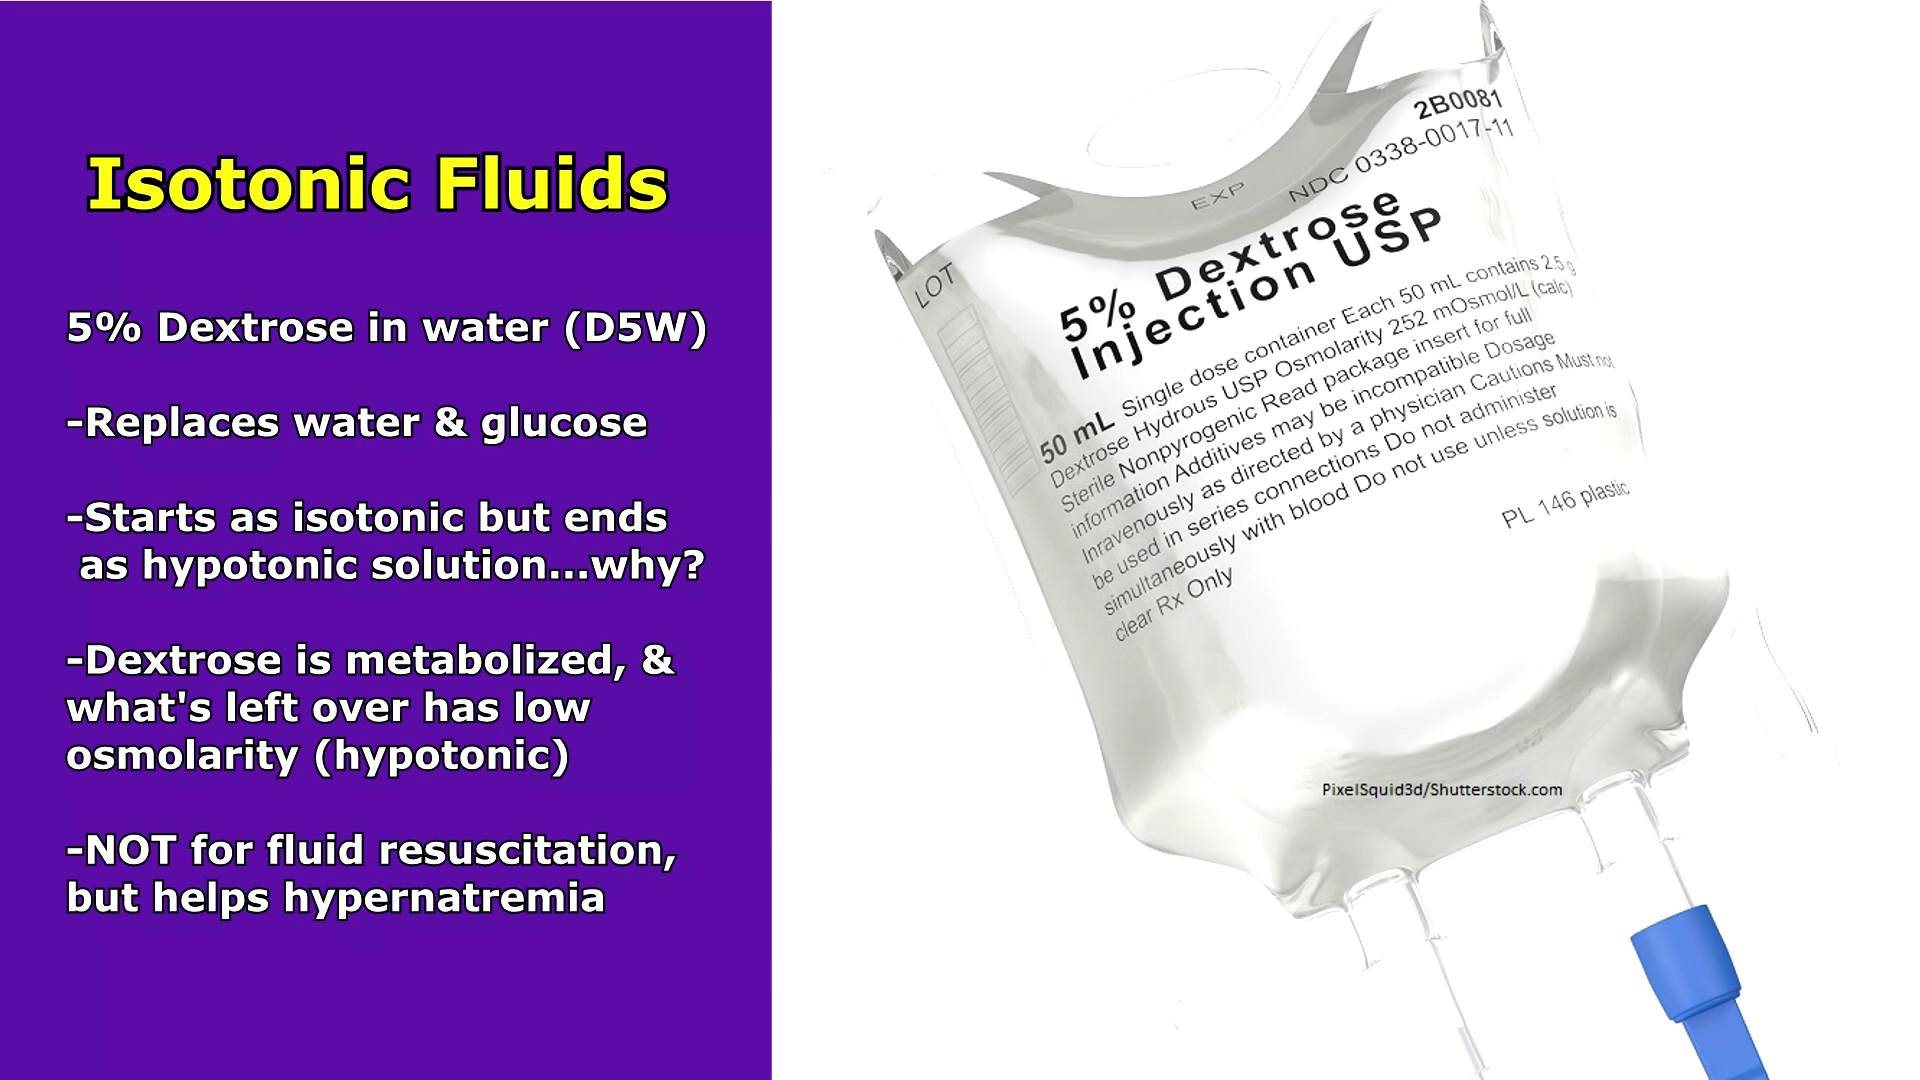 Isotonic Fluids
5% Dextrose in water (D5W)
-Replaces water & glucose
-Starts as isotonic but ends
as hypotonic solution...why?
-Dextrose is metabolized, &
what's left over has low
osmolarity (hypotonic)
-NOT for fluid resuscitation,
but helps hypernatremia
2B0081
NDC 0338-0017-11
EXP
LOT
5% Dextrose
Injection USP
50 mL Single dose container Each 50 mL contains 2.5 g
Dextrose Hydrous USP Osmolarity 252 mOsmol/L (calc)
Sterile Nonpyrogenic Read package insert for full
information Additives may be incompatible Dosage
Inravenously as directed by a physician Cautions Must not
be used in series connections Do not administer
simultaneously with blood Do not use unless solution is
clear Rx Only
PL 146 plastic
PixelSquid3d/Shutterstock.com